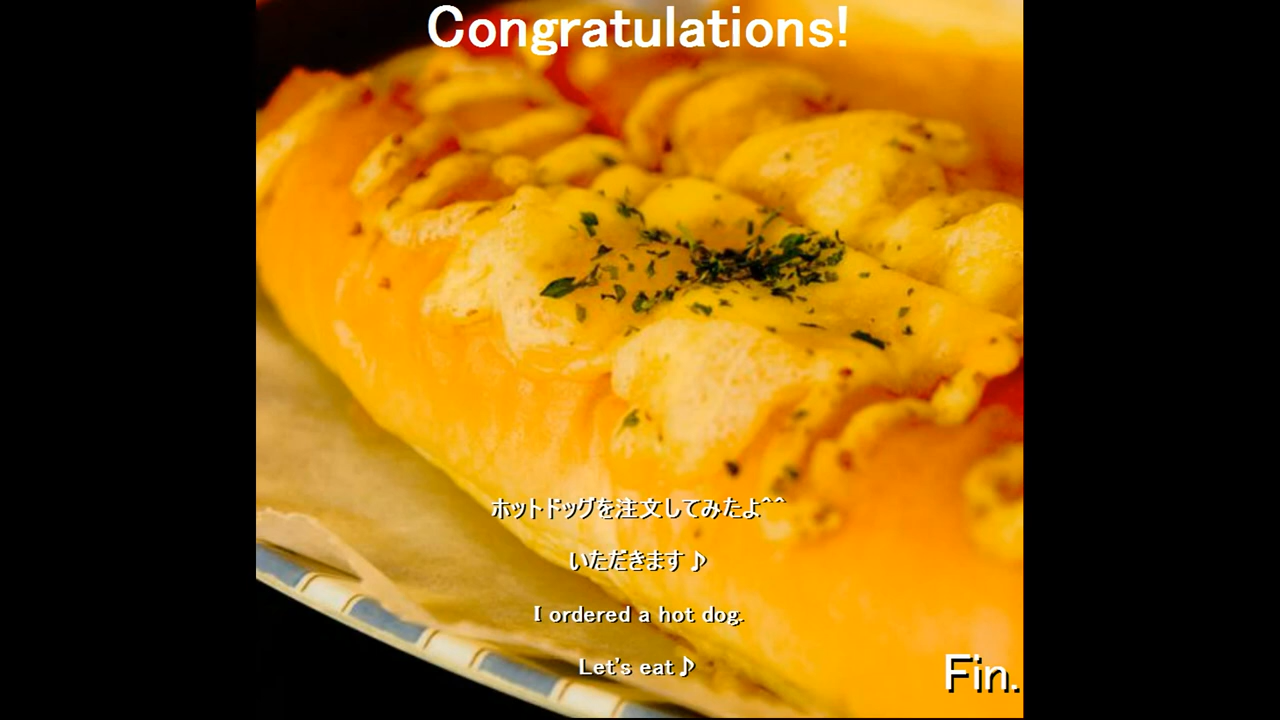 Congratulations!
ホットドッグを注文してみたよ^^
いただきます♪
I ordered a hot dog.
Let's eat♪
Fin.